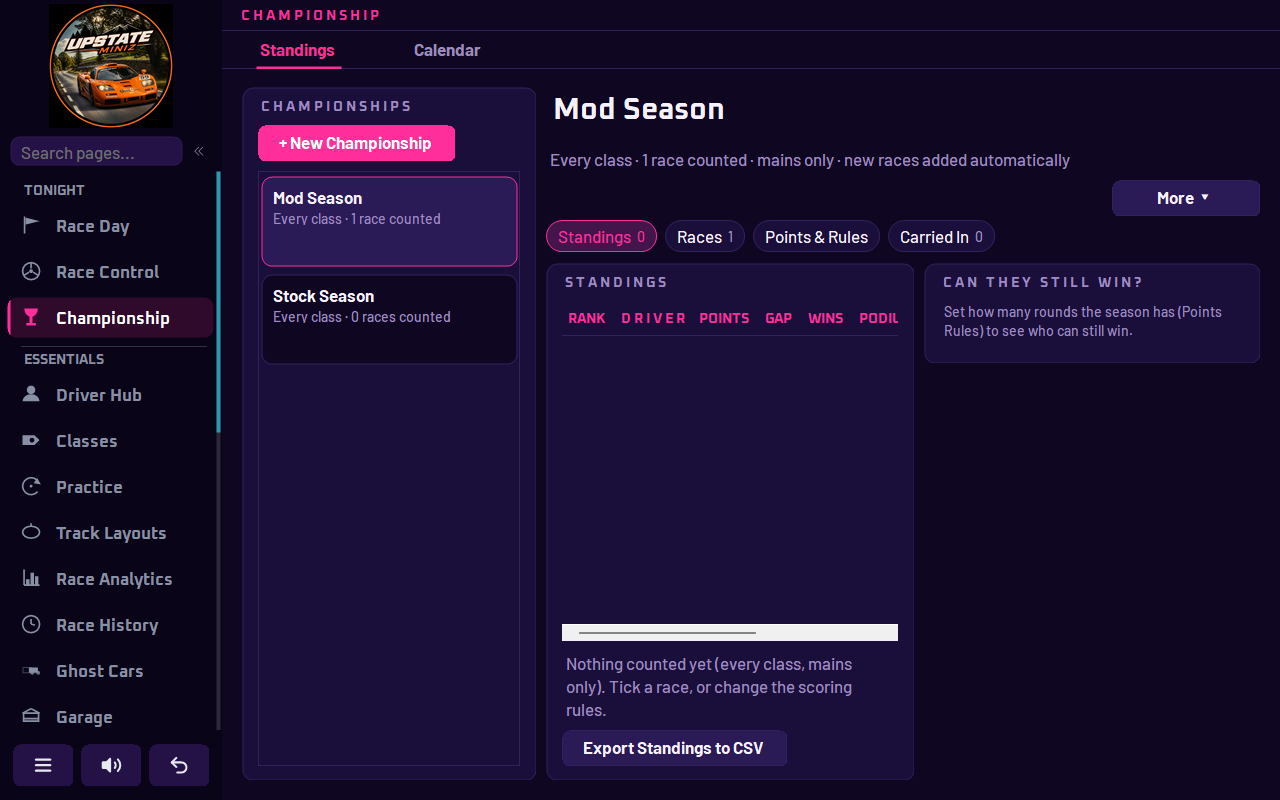 UPSTATE
MINIZ
Search pages...
«
TONIGHT
Race Day
Race Control
Championship
ESSENTIALS
Driver Hub
Classes
Practice
Track Layouts
Race Analytics
Race History
Ghost Cars
Garage
CHAMPIONSHIP
Standings
Calendar
CHAMPIONSHIPS
+ New Championship
Mod Season
Every class · 1 race counted
Stock Season
Every class · 0 races counted
Mod Season
Every class · 1 race counted · mains only · new races added automatically
More ▼
Standings 0
Races 1
Points & Rules
Carried In 0
STANDINGS
RANK DRIVER POINTS GAP WINS PODIU
Nothing counted yet (every class, mains
only). Tick a race, or change the scoring
rules.
Export Standings to CSV
CAN THEY STILL WIN?
Set how many rounds the season has (Points
Rules) to see who can still win.